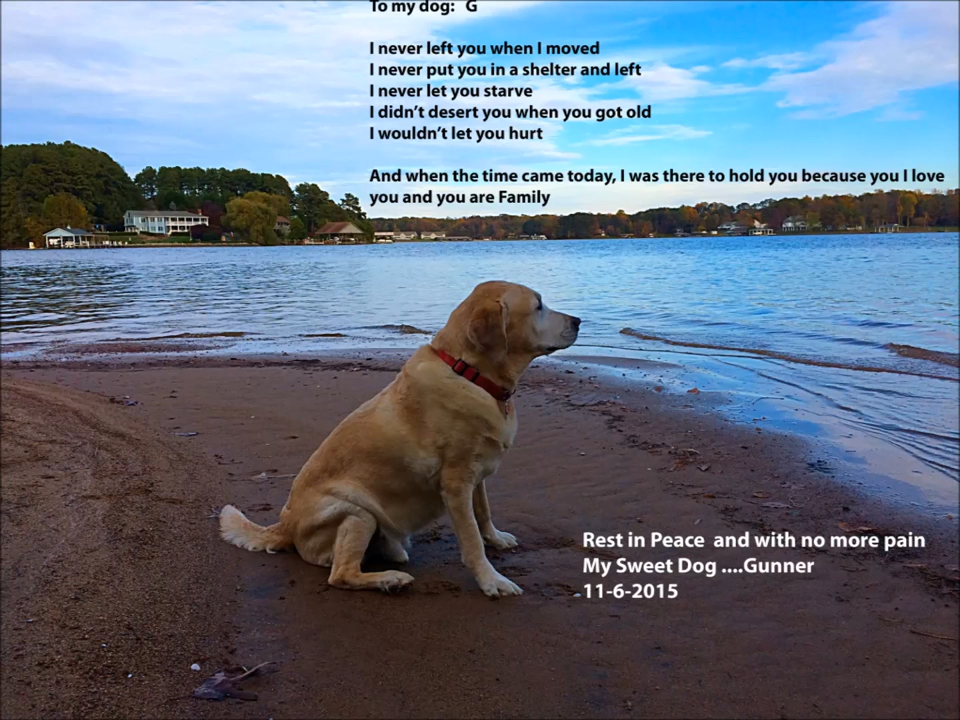 To my dog: G
I never left you when I moved
I never put you in a shelter and left
I never let you starve
I didn't desert you when you got old
I wouldn't let you hurt
And when the time came today, I was there to hold you because you I love
you and you are Family
Rest in Peace and with no more pain
My Sweet Dog ....Gunner
11-6-2015